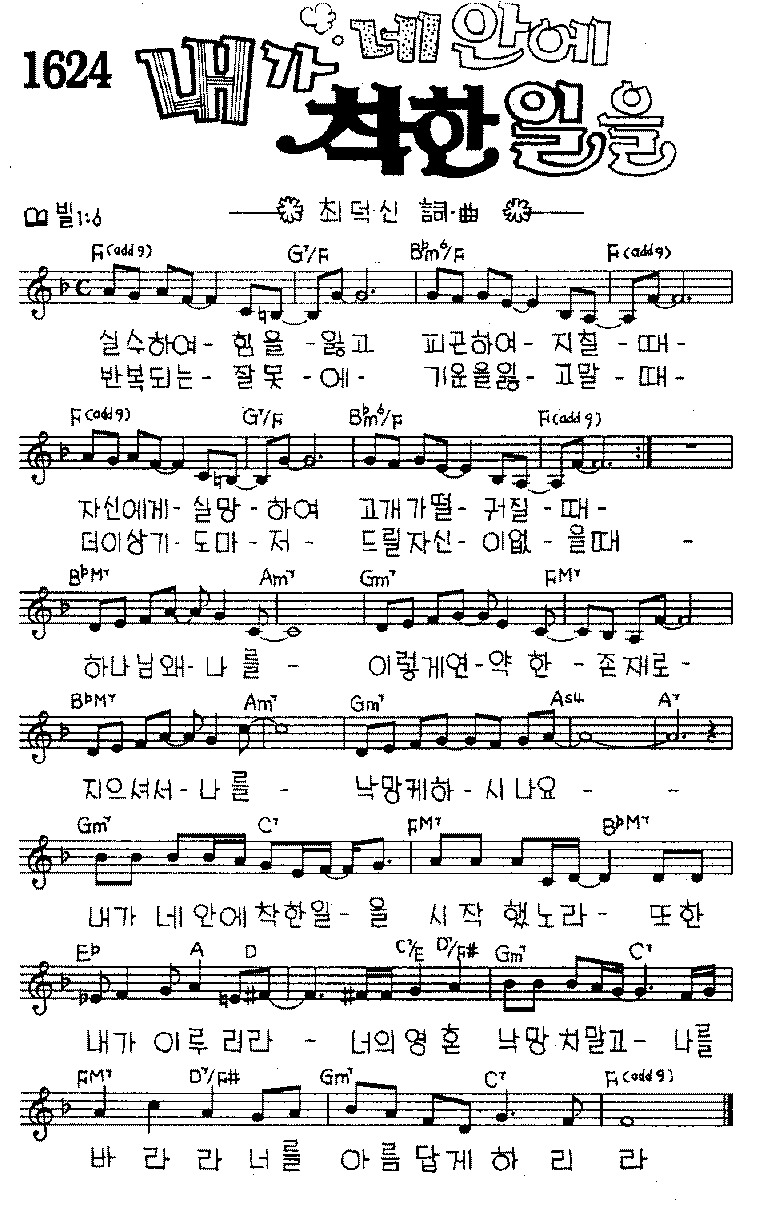 1624 내가 네 안에
착한 일을
빌1:6 최덕신 詞·曲
F(add9) G7/F B♭m6/F F(add9)
실수하여- 힘을 -잃고 피곤하여- 지칠 -때-
반복되는- 잘못 -에- 기운을잃- 고말 -때-
F(add9) G7/F B♭m6/F F(add9)
자신에게- 실망 -하여 고개가떨- 궈질 -때-
더이상기- 도마 -저- 드릴자신- 이없 -을때 -
B♭M7 Am7 Gm7 FM7
하나님왜-나를 - 이렇게연-약한 -존재로-
B♭M7 Am7 Gm7 Asus4 A7
지으셔서-나를 - 낙망케하-시나요 - -
Gm7 C7 FM7 B♭M7
내가 네 안에착한일-을 시작 했노라- 또한
E♭ A D C7/E D7/F# Gm7 C7
내가 이루 리라 - 너의영혼 낙망치말고- 나를
FM7 D7/F# Gm7 C7 F(add9)
바 라 라 너를 아름답게 하 리 라